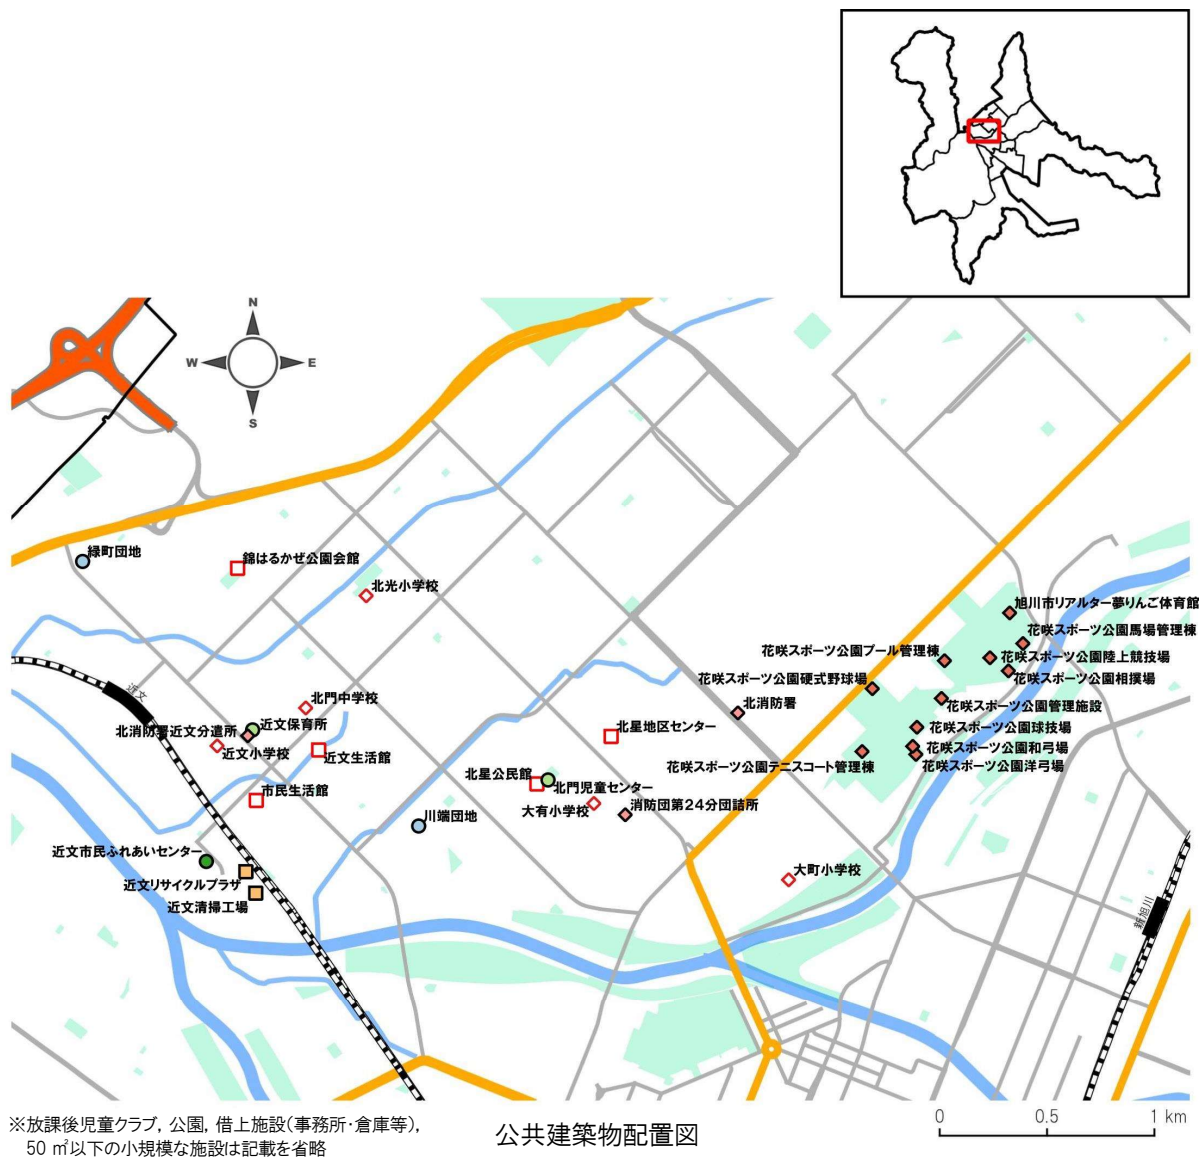 N
W
E
S
緑町団地
錦はるかぜ公園会館
北光小学校
旭川市リアルター夢りんご体育館
花咲スポーツ公園馬場管理棟
花咲スポーツ公園プール管理棟
花咲スポーツ公園陸上競技場
花咲スポーツ公園硬式野球場
花咲スポーツ公園相撲場
近文
北門中学校
北消防署
花咲スポーツ公園管理施設
近文保育所
北消防署近文分遣所
北星地区センター
花咲スポーツ公園球技場
近文小学校
近文生活館
花咲スポーツ公園和弓場
花咲スポーツ公園テニスコート管理棟
花咲スポーツ公園洋弓場
北星公民館
北門児童センター
市民生活館
大有小学校
消防団第24分団詰所
川端団地
近文市民ふれあいセンター
大町小学校
近文リサイクルプラザ
近文清掃工場
新旭川
※放課後児童クラブ, 公園, 借上施設(事務所・倉庫等),
50 ㎡以下の小規模な施設は記載を省略
公共建築物配置図
0 0.5 1 km